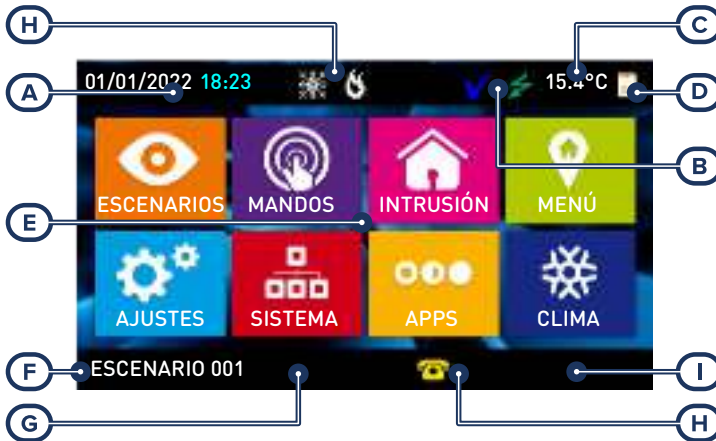 H
C
01/01/2022 18:23
15.4°C
A
D
B
ESCENARIOS MANDOS INTRUSIÓN MENÚ
E
AJUSTES SISTEMA APPS CLIMA
F
ESCENARIO 001
I
G
H